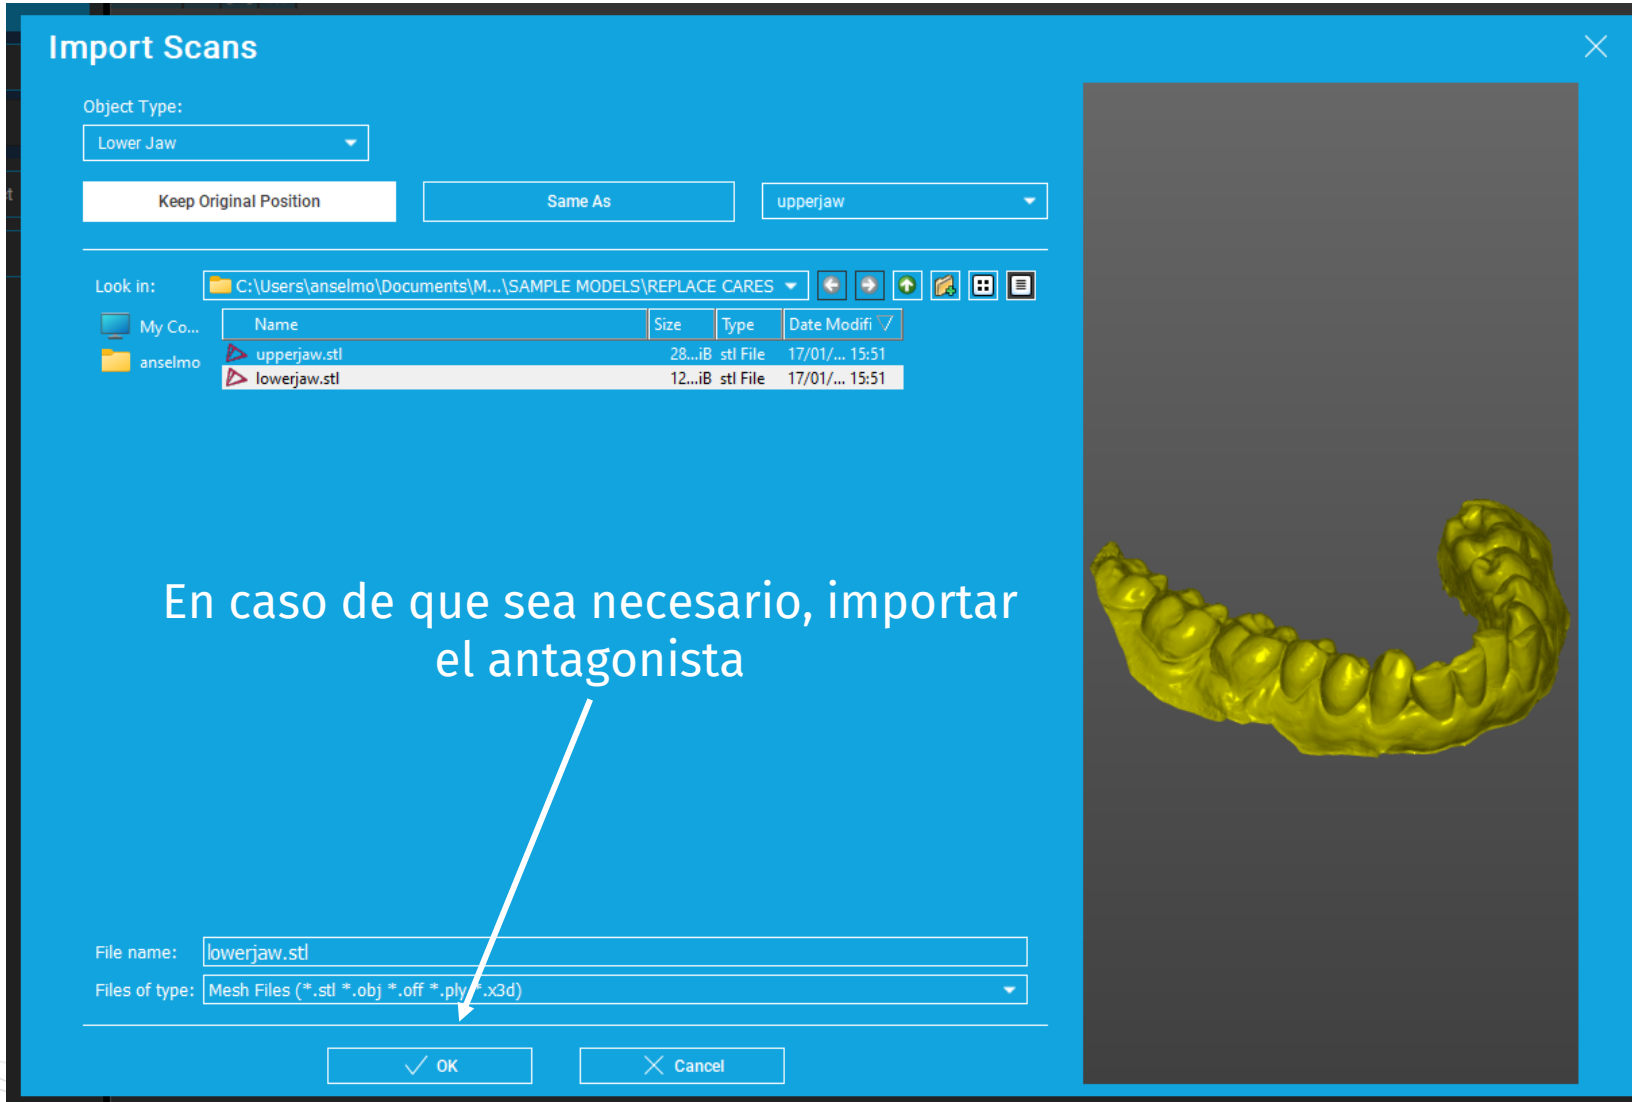 Import Scans
Object Type:
Lower Jaw
Keep Original Position
Same As
upperjaw
Look in:
C:\Users\anselmo\Documents\M...\SAMPLE MODELS\REPLACE CARES
My Co...
anselmo
Name Size Type Date Modifi
upperjaw.stl 28...iB stl File 17/01/... 15:51
lowerjaw.stl 12...iB stl File 17/01/... 15:51
En caso de que sea necesario, importar
el antagonista
File name: lowerjaw.stl
Files of type: Mesh Files (*.stl *.obj *.off *.ply *.x3d)
OK
Cancel